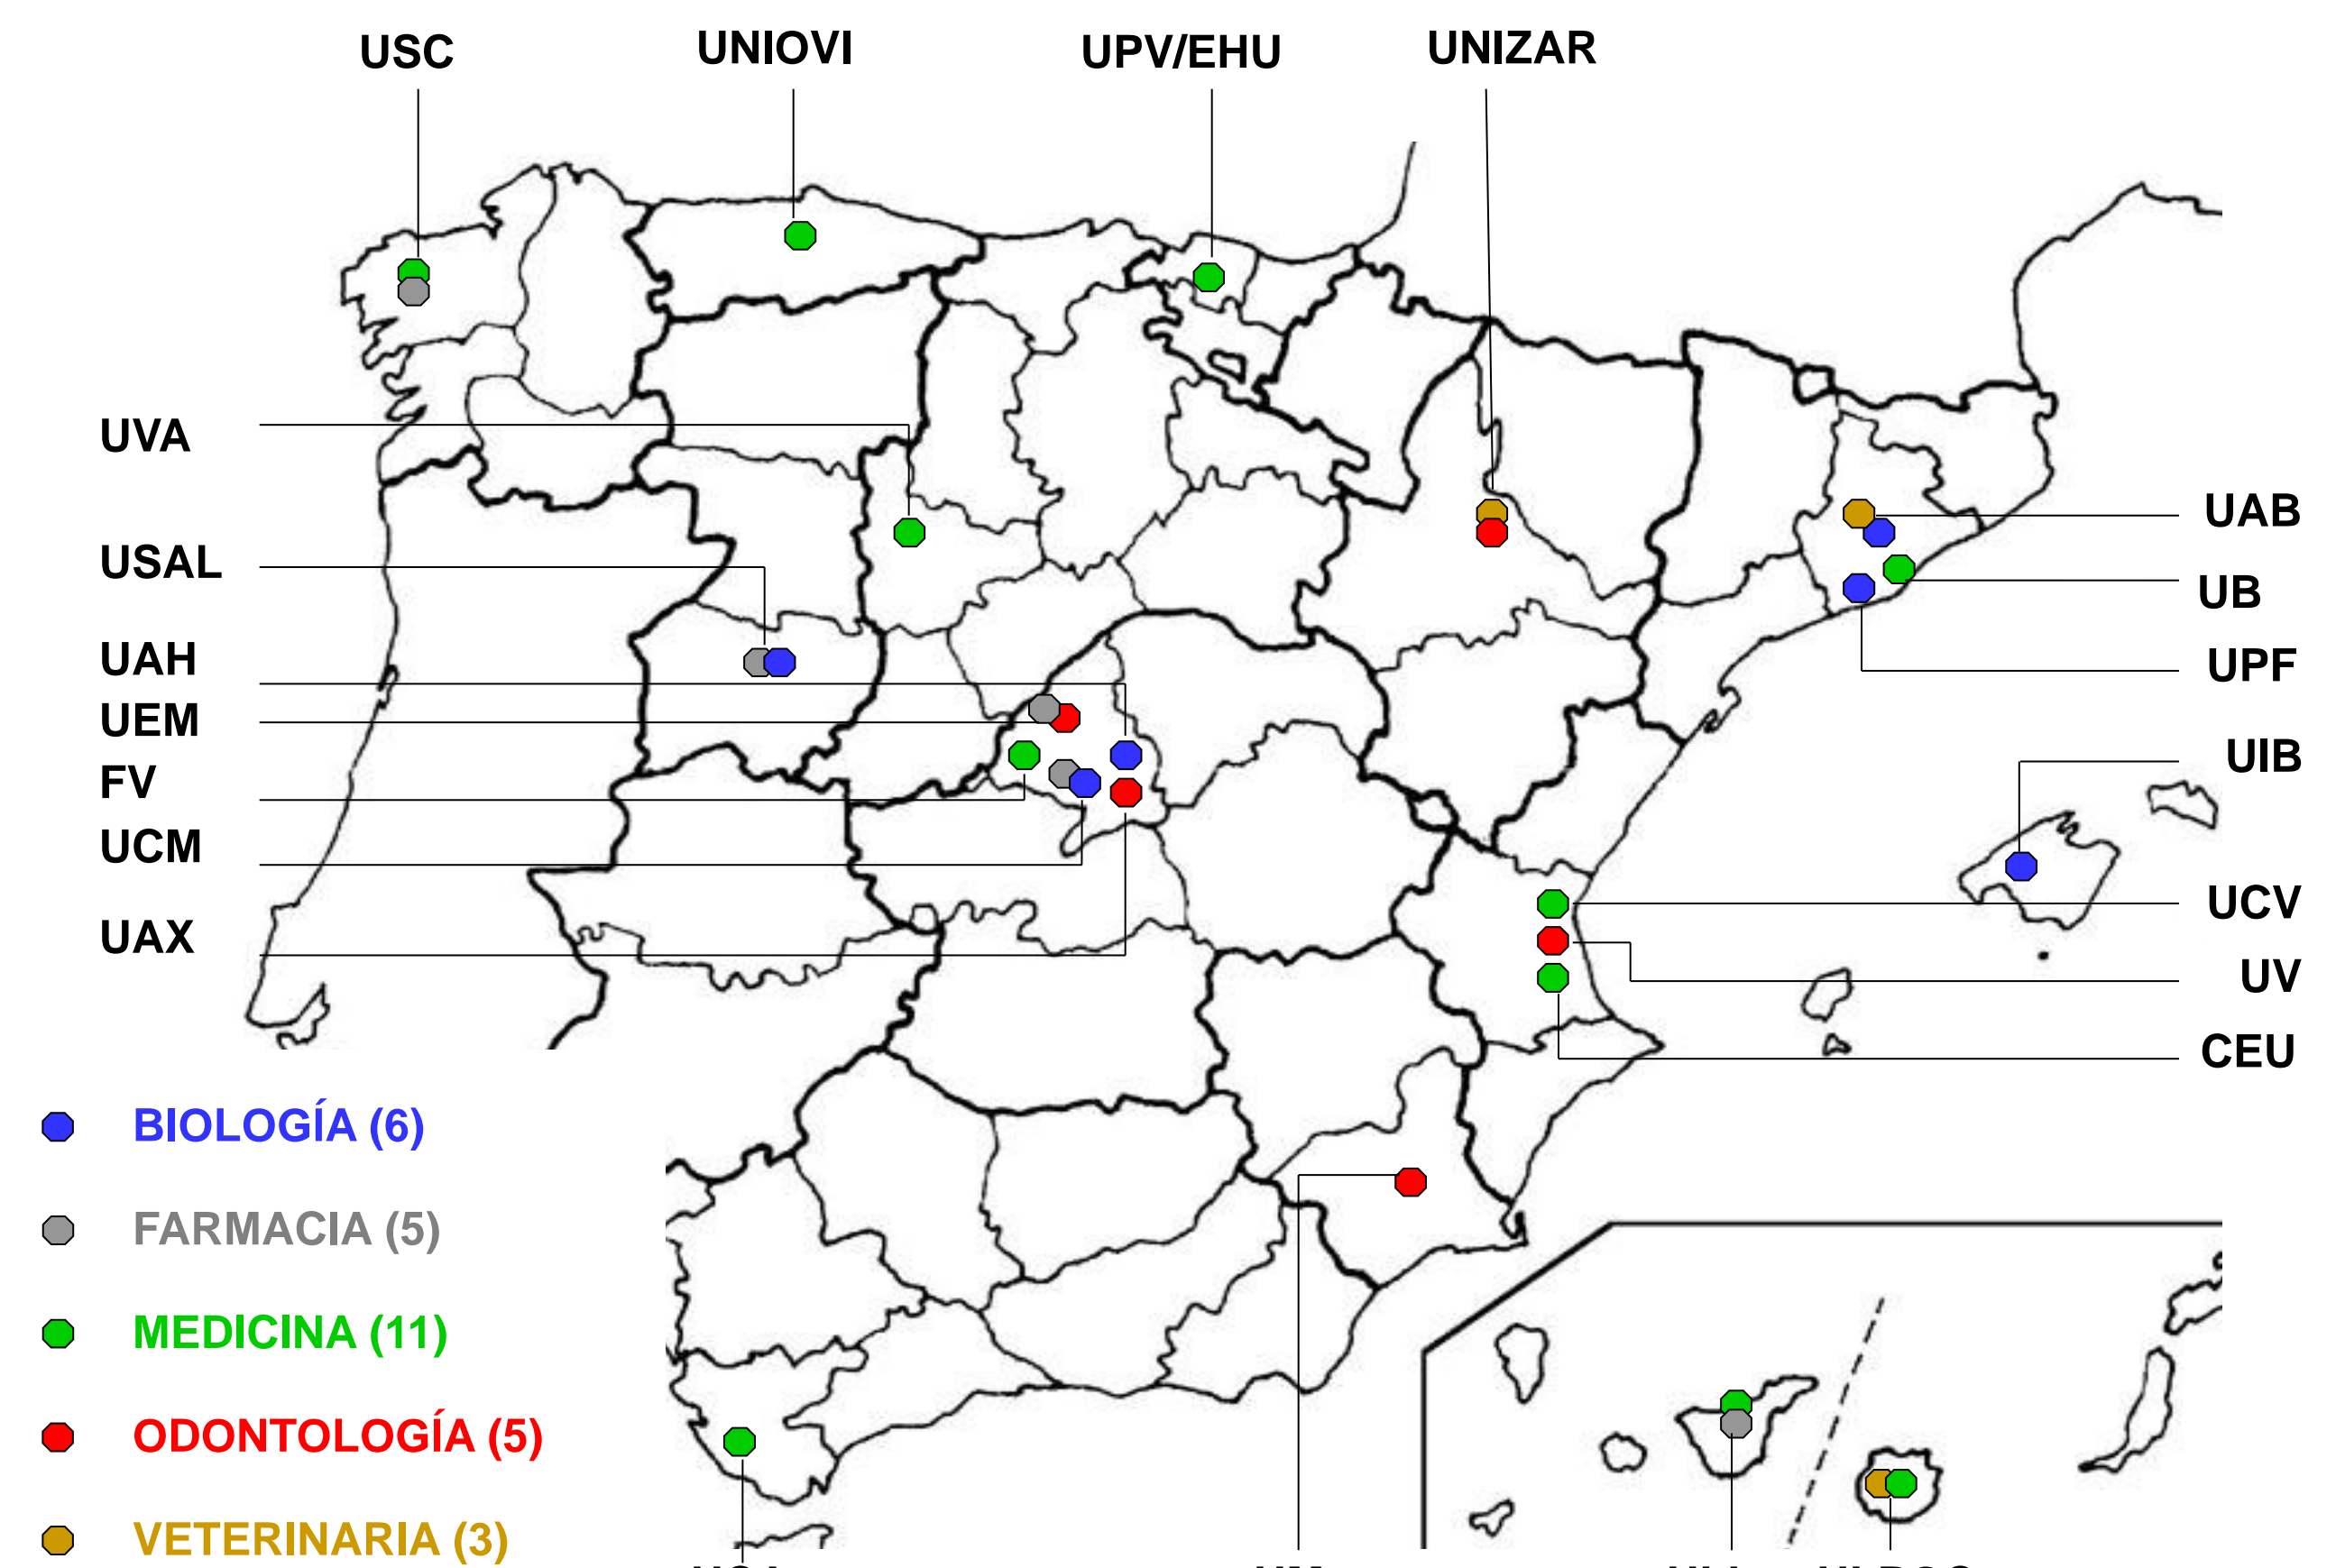 USC
UNIOVI
UPV/EHU
UNIZAR
UVA
USAL
UAH
UEM
FV
UCM
UAX
UAB
UB
UPF
UIB
UCV
UV
CEU
BIOLOGÍA (6)
FARMACIA (5)
MEDICINA (11)
ODONTOLOGÍA (5)
VETERINARIA (3)